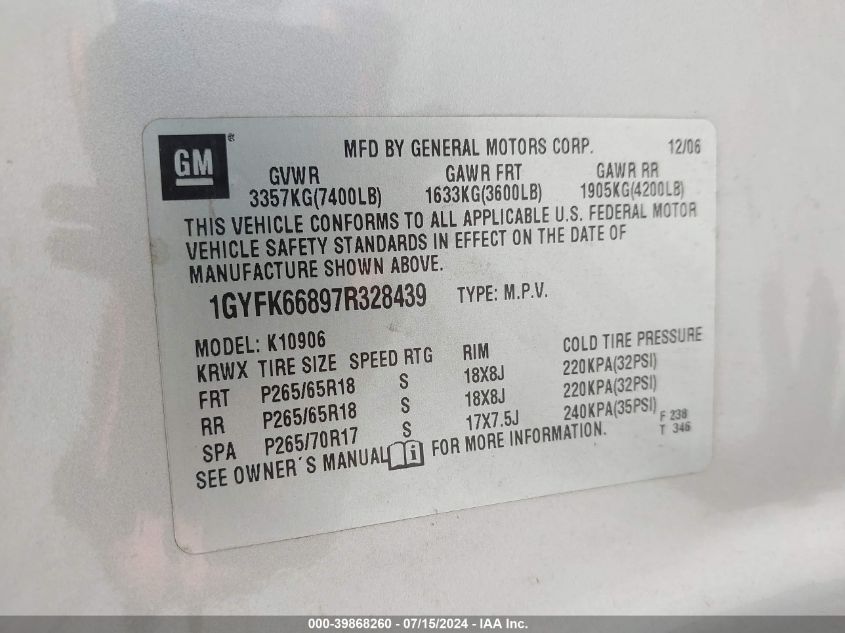 GM
®
MFD BY GENERAL MOTORS CORP. 12/06
GVWR GAWR FRT GAWR RR
3357KG(7400LB) 1633KG(3600LB) 1905KG(4200LB)
THIS VEHICLE CONFORMS TO ALL APPLICABLE U.S. FEDERAL MOTOR
VEHICLE SAFETY STANDARDS IN EFFECT ON THE DATE OF
MANUFACTURE SHOWN ABOVE.
1GYFK66897R328439 TYPE: M.P.V.
MODEL: K10906
KRWX TIRE SIZE SPEED RTG RIM COLD TIRE PRESSURE
FRT P265/65R18 S 18X8J 220KPA(32PSI)
RR P265/65R18 S 18X8J 220KPA(32PSI)
SPA P265/70R17 S 17X7.5J 240KPA(35PSI) F 238
T 346
SEE OWNER´S MANUAL i FOR MORE INFORMATION.
000-39868260 - 07/15/2024 - IAA Inc.